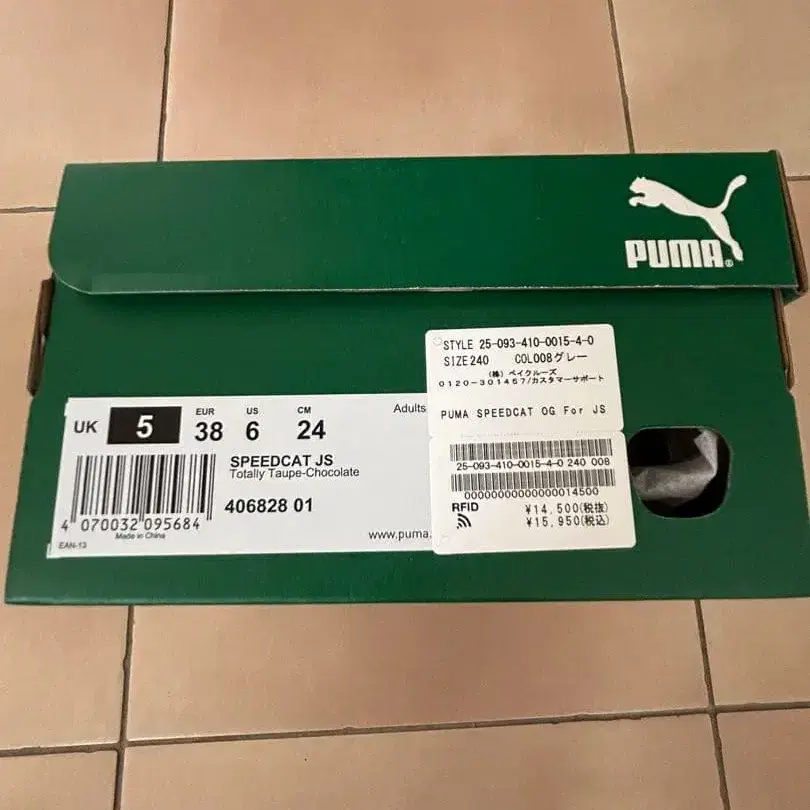 PUMA®
STYLE 25-093-410-0015-4-0
SIZE240 COL008グレー
(株) ベイクルーズ
0120-301457/カスタマーサポート
PUMA SPEEDCAT OG For JS
25-093-410-0015-4-0 240 008
00000000000000014500
RFID
¥14,500(税抜)
¥15,950(税込)
Adults
UK 5
EUR 38
US 6
CM 24
SPEEDCAT JS
Totally Taupe-Chocolate
406828 01
4 070032 095684
Made in China
EAN-13
www.puma.